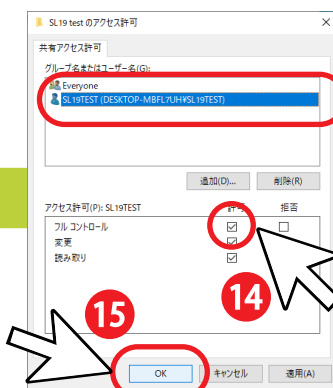 SL19 test のアクセス許可
共有アクセス許可
グループ名またはユーザー名(G):
Everyone
SL19TEST (DESKTOP-MBFL7UH¥SL19TEST)
追加(D)... 削除(R)
アクセス許可(P): SL19TEST 許可 拒否
フル コントロール
変更
読み取り
14
15
OK キャンセル 適用(A)